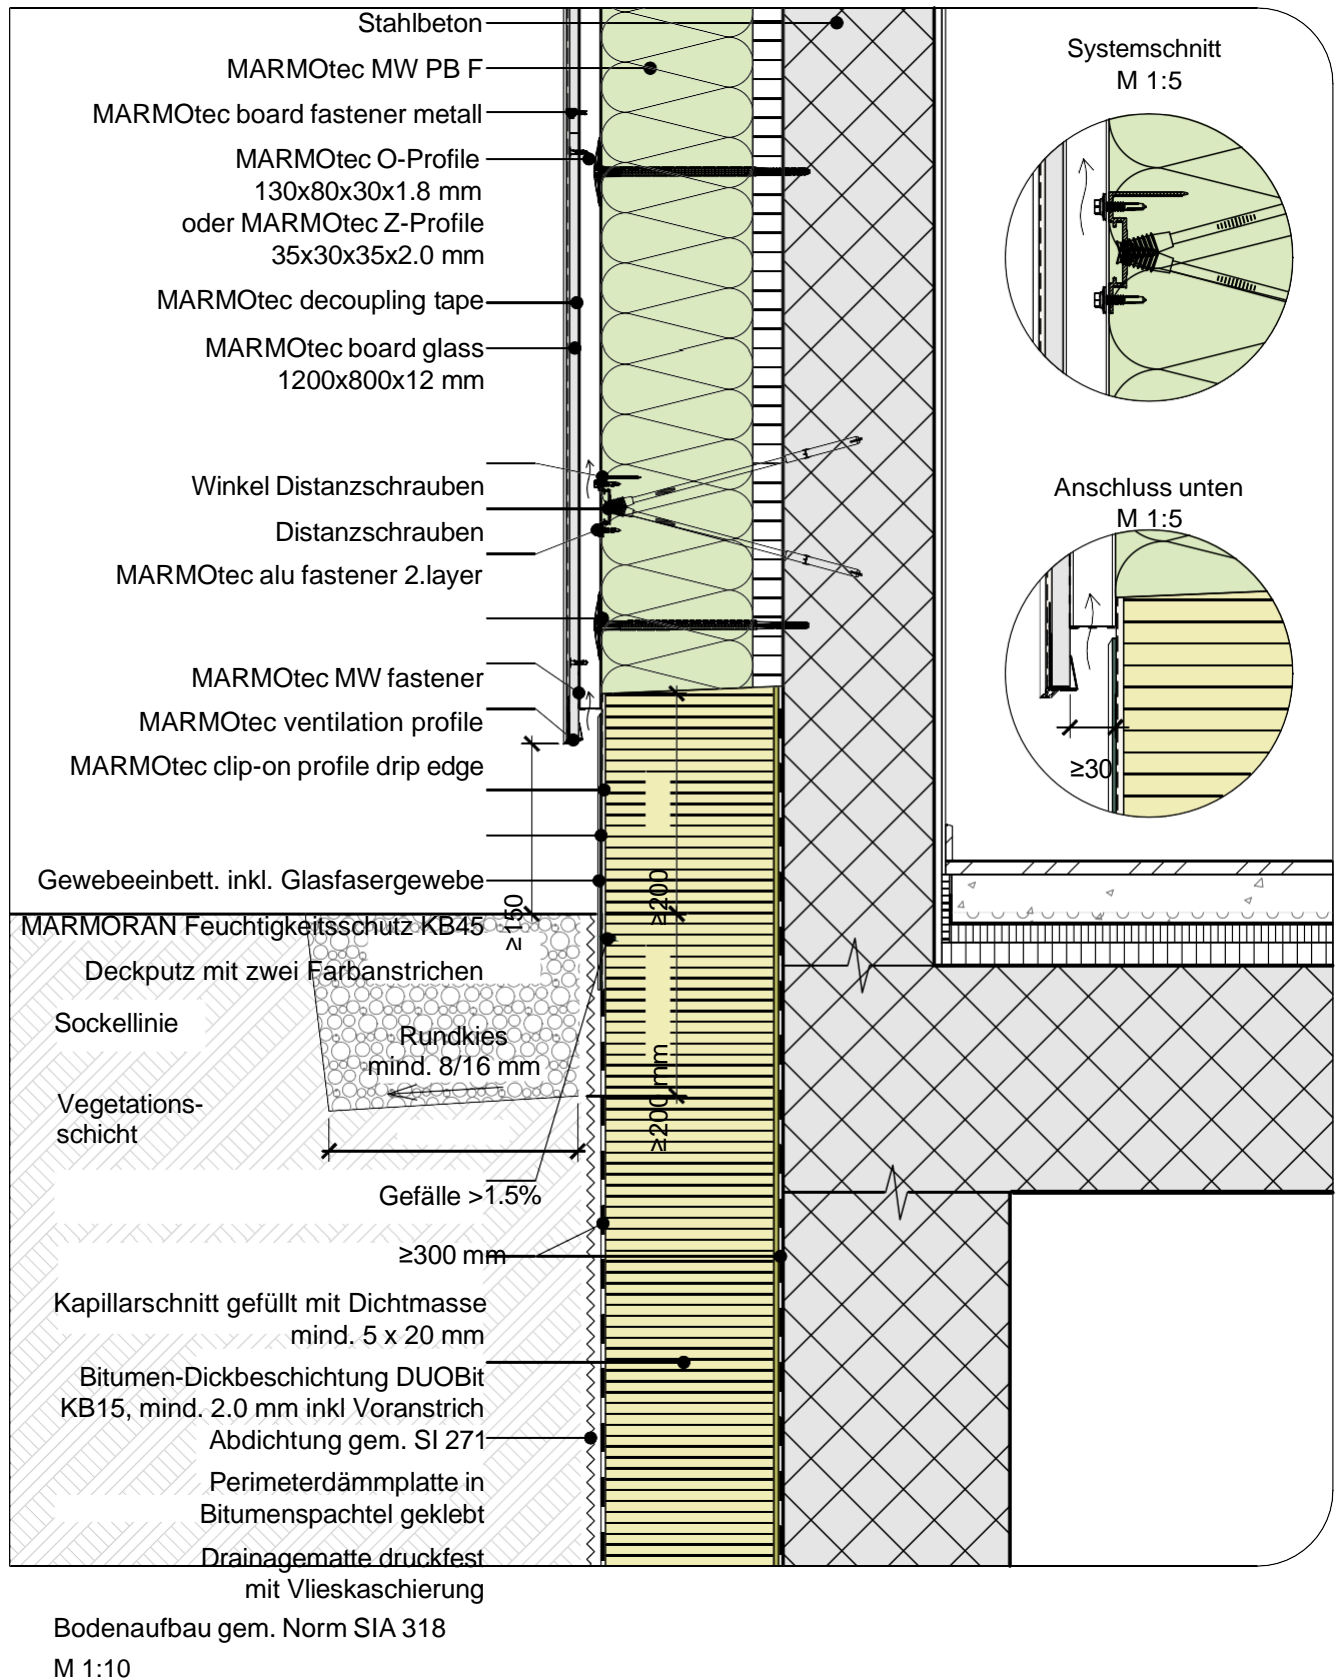 Stahlbeton
MARMOtec MW PB F
MARMOtec board fastener metall
MARMOtec O-Profile
130x80x30x1.8 mm
oder MARMOtec Z-Profile
35x30x35x2.0 mm
MARMOtec decoupling tape
MARMOtec board glass
1200x800x12 mm
Winkel Distanzschrauben
Distanzschrauben
MARMOtec alu fastener 2.layer
MARMOtec MW fastener
MARMOtec ventilation profile
MARMOtec clip-on profile drip edge
Gewebeeinbett. inkl. Glasfasergewebe
MARMORAN Feuchtigkeitsschutz KB45
Deckputz mit zwei Farbanstrichen
Sockellinie
Rundkies
mind. 8/16 mm
Vegetations-
schicht
Gefälle >1.5%
≥300 mm
Kapillarschnitt gefüllt mit Dichtmasse
mind. 5 x 20 mm
Bitumen-Dickbeschichtung DUOBit
KB15, mind. 2.0 mm inkl Voranstrich
Abdichtung gem. SI 271
Perimeterdämmplatte in
Bitumenspachtel geklebt
Drainagematte druckfest
mit Vlieskaschierung
Bodenaufbau gem. Norm SIA 318
M 1:10
≥150
≥200
≥200 mm
Systemschnitt
M 1:5
Anschluss unten
M 1:5
≥30